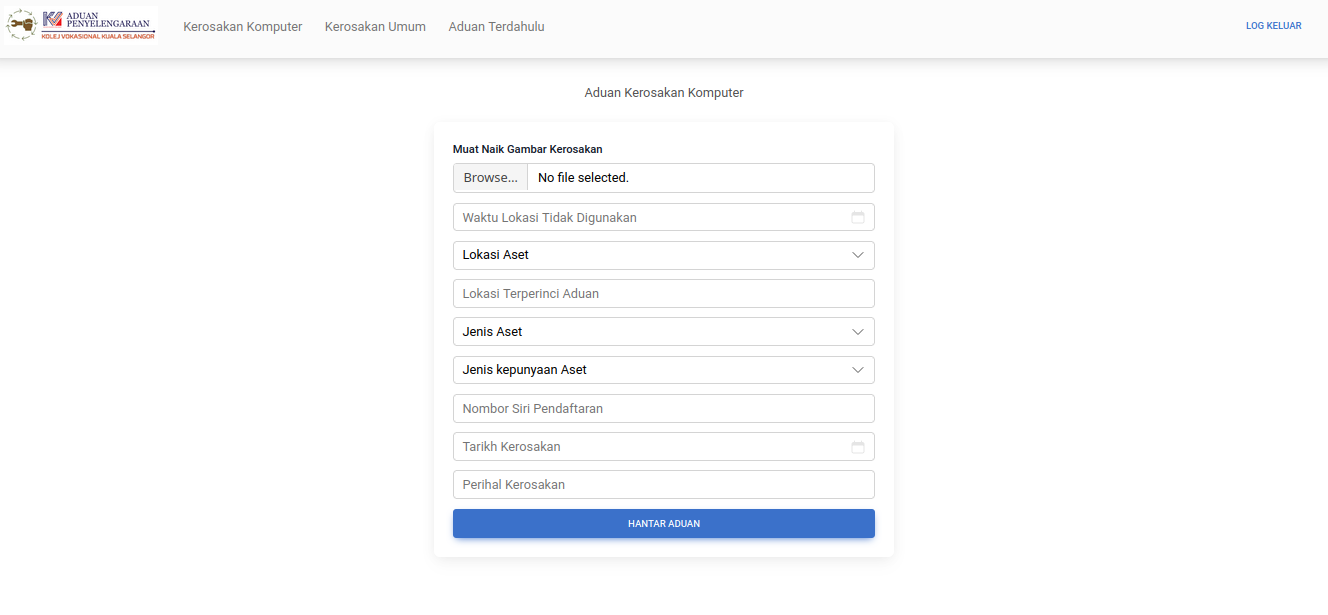 ADUAN
PENYELENGARAAN
KOLEJ VOKASIONAL KUALA SELANGOR
Kerosakan Komputer
Kerosakan Umum
Aduan Terdahulu
LOG KELUAR
Aduan Kerosakan Komputer
Muat Naik Gambar Kerosakan
Browse... No file selected.
Waktu Lokasi Tidak Digunakan
Lokasi Aset
Lokasi Terperinci Aduan
Jenis Aset
Jenis kepunyaan Aset
Nombor Siri Pendaftaran
Tarikh Kerosakan
Perihal Kerosakan
HANTAR ADUAN